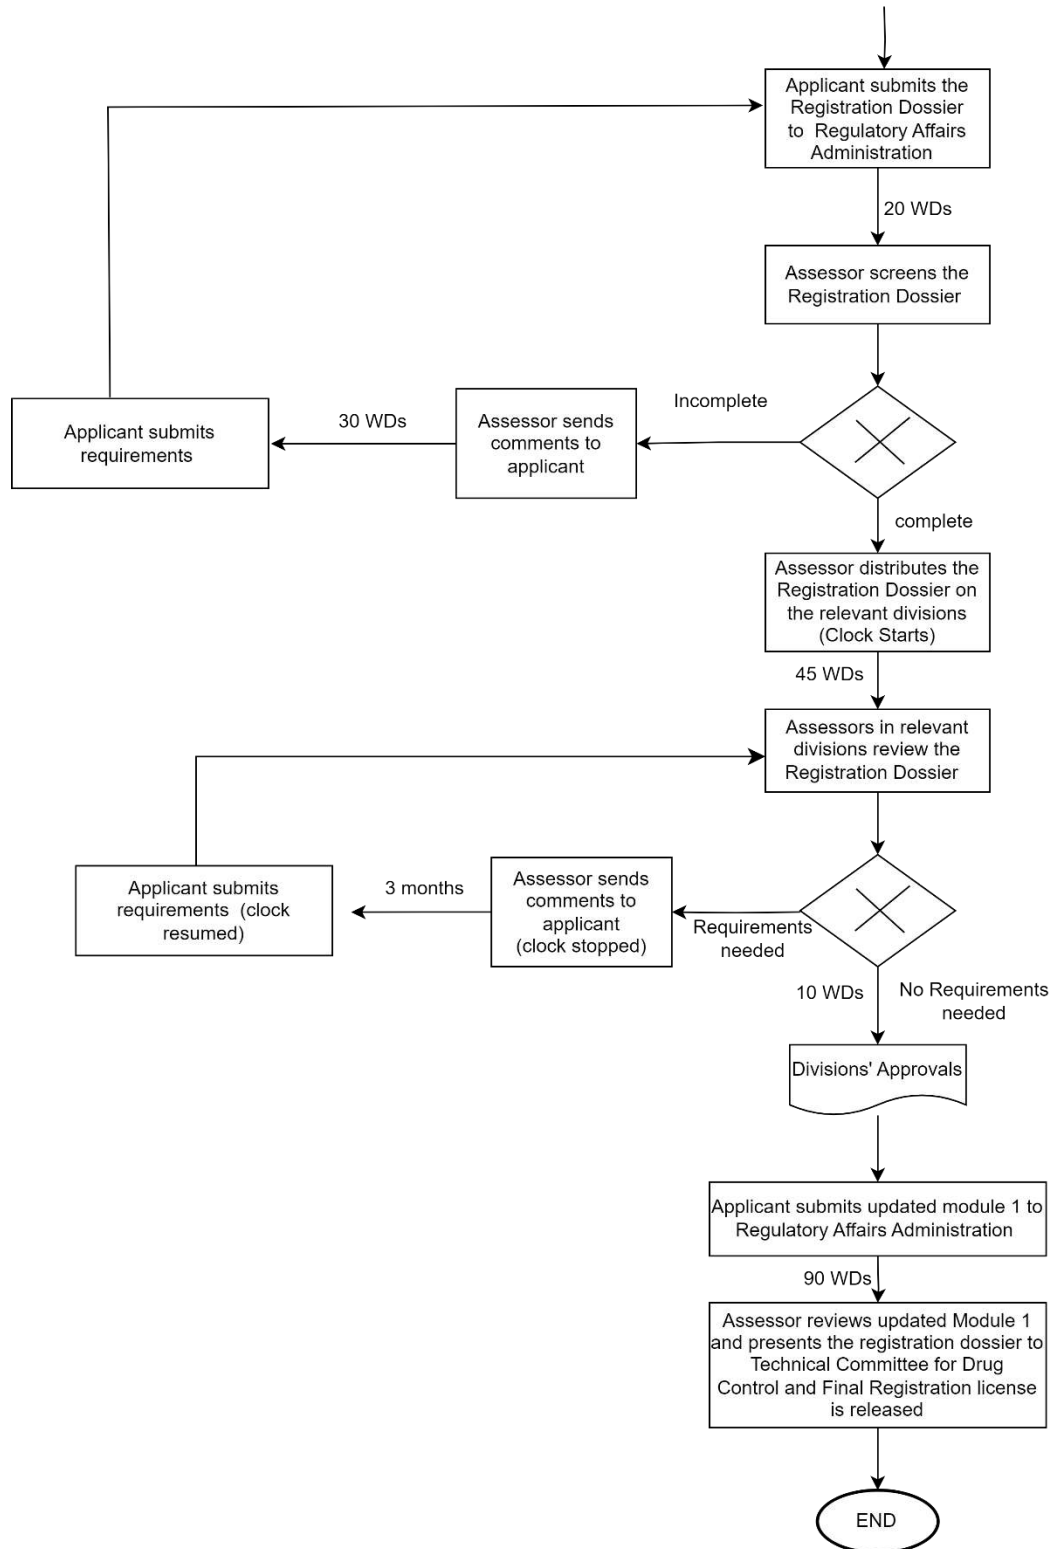 Applicant submits the
Registration Dossier
to Regulatory Affairs
Administration
20 WDs
Assessor screens the
Registration Dossier
Incomplete
Assessor sends
comments to
applicant
30 WDs
Applicant submits
requirements
complete
Assessor distributes the
Registration Dossier on
the relevant divisions
(Clock Starts)
45 WDs
Assessors in relevant
divisions review the
Registration Dossier
Requirements
needed
Assessor sends
comments to
applicant
(clock stopped)
3 months
Applicant submits
requirements (clock
resumed)
10 WDs
No Requirements
needed
Divisions' Approvals
Applicant submits updated module 1 to
Regulatory Affairs Administration
90 WDs
Assessor reviews updated Module 1
and presents the registration dossier to
Technical Committee for Drug
Control and Final Registration license
is released
END